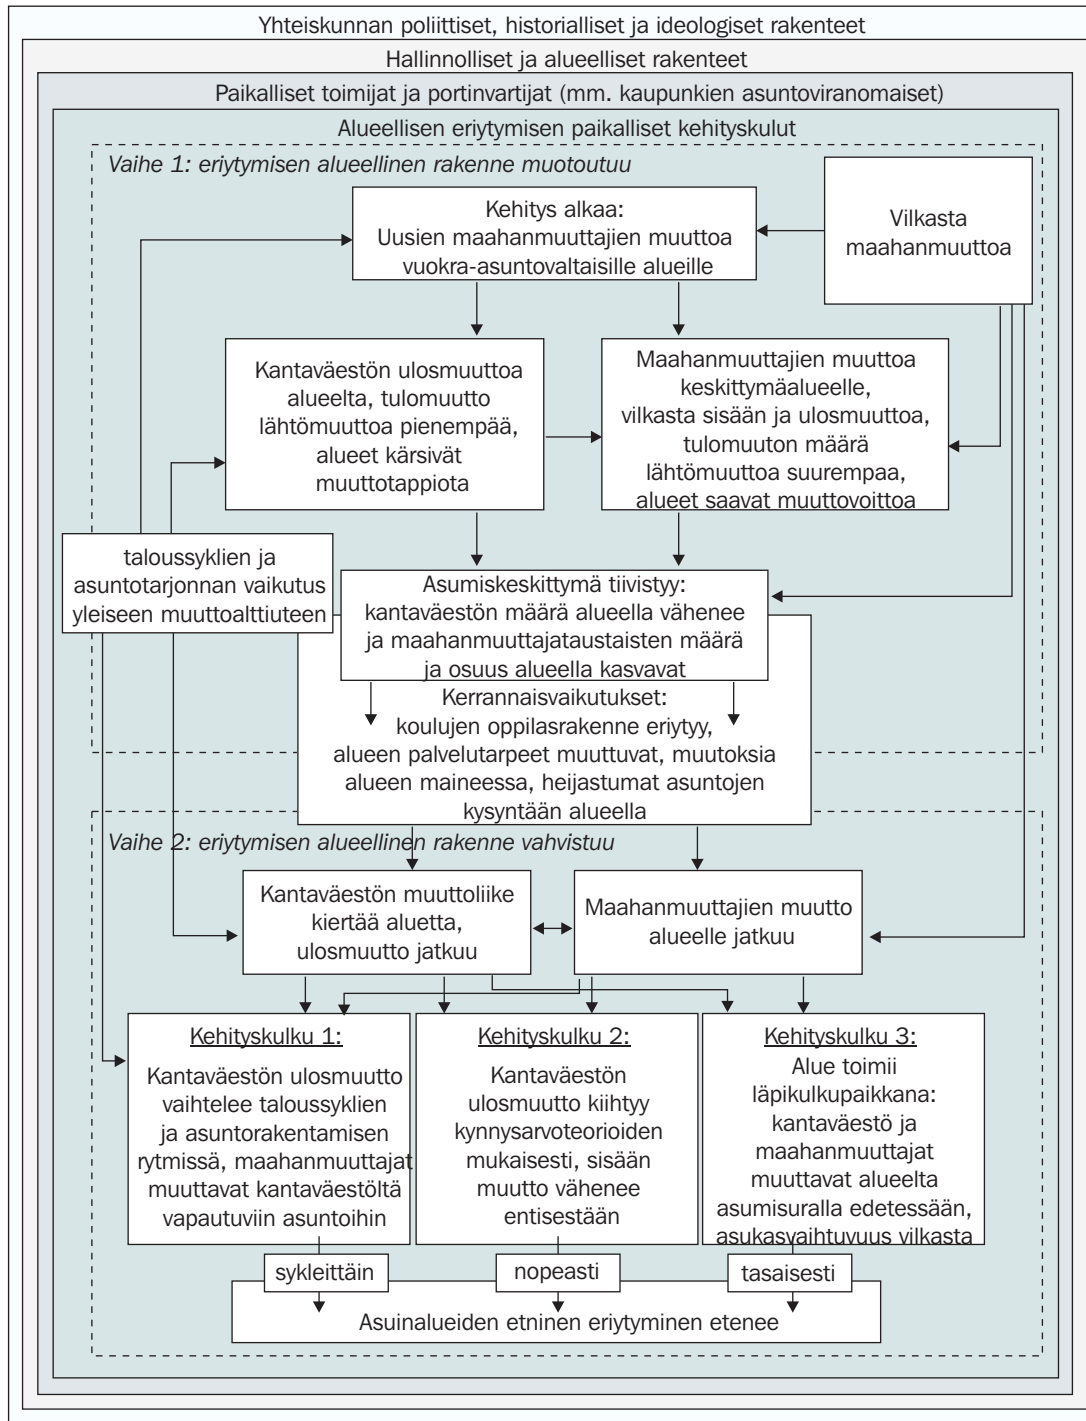 Yhteiskunnan poliittiset, historialliset ja ideologiset rakenteet
Hallinnolliset ja alueelliset rakenteet
Paikalliset toimijat ja portinvartijat (mm. kaupunkien asuntoviranomaiset)
Alueellisen eriytymisen paikalliset kehityskulut
Vaihe 1: eriytymisen alueellinen rakenne muotoutuu
Kehitys alkaa:
Uusien maahanmuuttajien muuttoa
vuokra-asuntovaltaisille alueille
Vilkasta
maahanmuuttoa
Kantaväestön ulosmuuttoa
alueelta, tulomuutto
lähtömuuttoa pienempää,
alueet kärsivät
muuttotappiota
Maahanmuuttajien muuttoa
keskittymäalueelle,
vilkasta sisään ja ulosmuuttoa,
tulomuuton määrä
lähtömuuttoa suurempaa,
alueet saavat muuttovoittoa
taloussyklien ja
asuntotarjonnan vaikutus
yleiseen muuttoalttiuteen
Asumiskeskittymä tiivistyy:
kantaväestön määrä alueella vähenee
ja maahanmuuttajataustaisten määrä
ja osuus alueella kasvavat
Kerrannaisvaikutukset:
koulujen oppilasrakenne eriytyy,
alueen palvelutarpeet muuttuvat, muutoksia
alueen maineessa, heijastumat asuntojen
kysyntään alueella
Vaihe 2: eriytymisen alueellinen rakenne vahvistuu
Kantaväestön muuttoliike
kiertää aluetta,
ulosmuutto jatkuu
Maahanmuuttajien muutto
alueelle jatkuu
Kehityskulku 1:
Kantaväestön ulosmuutto
vaihtelee taloussyklien
ja asuntorakentamisen
rytmissä, maahanmuuttajat
muuttavat kantaväestöltä
vapautuviin asuntoihin
Kehityskulku 2:
Kantaväestön
ulosmuutto kiihtyy
kynnysarvoteorioiden
mukaisesti, sisään
muutto vähenee
entisestään
Kehityskulku 3:
Alue toimii
läpikulkupaikkana:
kantaväestö ja
maahanmuuttajat
muuttavat alueelta
asumisuralla edetessään,
asukasvaihtuvuus vilkasta
sykleittäin
nopeasti
tasaisesti
Asuinalueiden etninen eriytyminen etenee